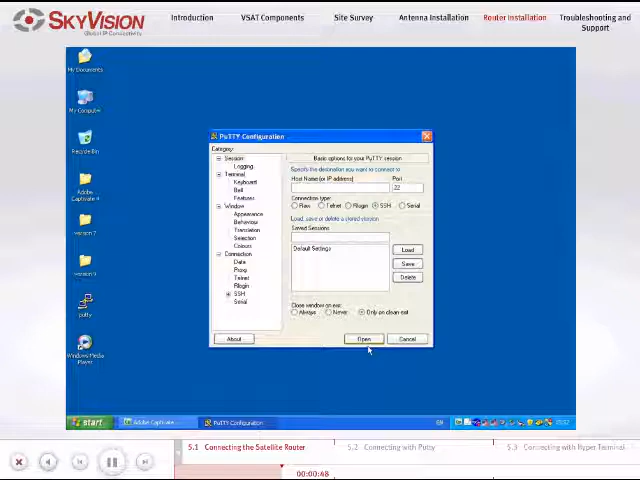 SKYVISION
Global IP Connectivity
Introduction
VSAT Components
Site Survey
Antenna Installation
Router Installation
Troubleshooting and
Support
My Documents
My Computer
Recycle Bin
Adobe
Captivate 4
version 7
version 9
putty
Windows Media
Player
PuTTY Configuration
Category:
Session
Logging
Terminal
Keyboard
Bell
Features
Window
Appearance
Behaviour
Translation
Selection
Colours
Connection
Data
Proxy
Telnet
Rlogin
SSH
Serial
Basic options for your PuTTY session
Specify the destination you want to connect to
Host Name (or IP address)
Port
22
Connection type:
Raw
Telnet
Rlogin
SSH
Serial
Load, save or delete a stored session
Saved Sessions
Default Settings
Load
Save
Delete
Close window on exit:
Always
Never
Only on clean exit
About
Open
Cancel
start
Adobe Captivate
PuTTY Configuration
EN
5.1 Connecting the Satellite Router
5.2 Connecting with Putty
5.3 Connecting with Hyper Terminal
00:00:48